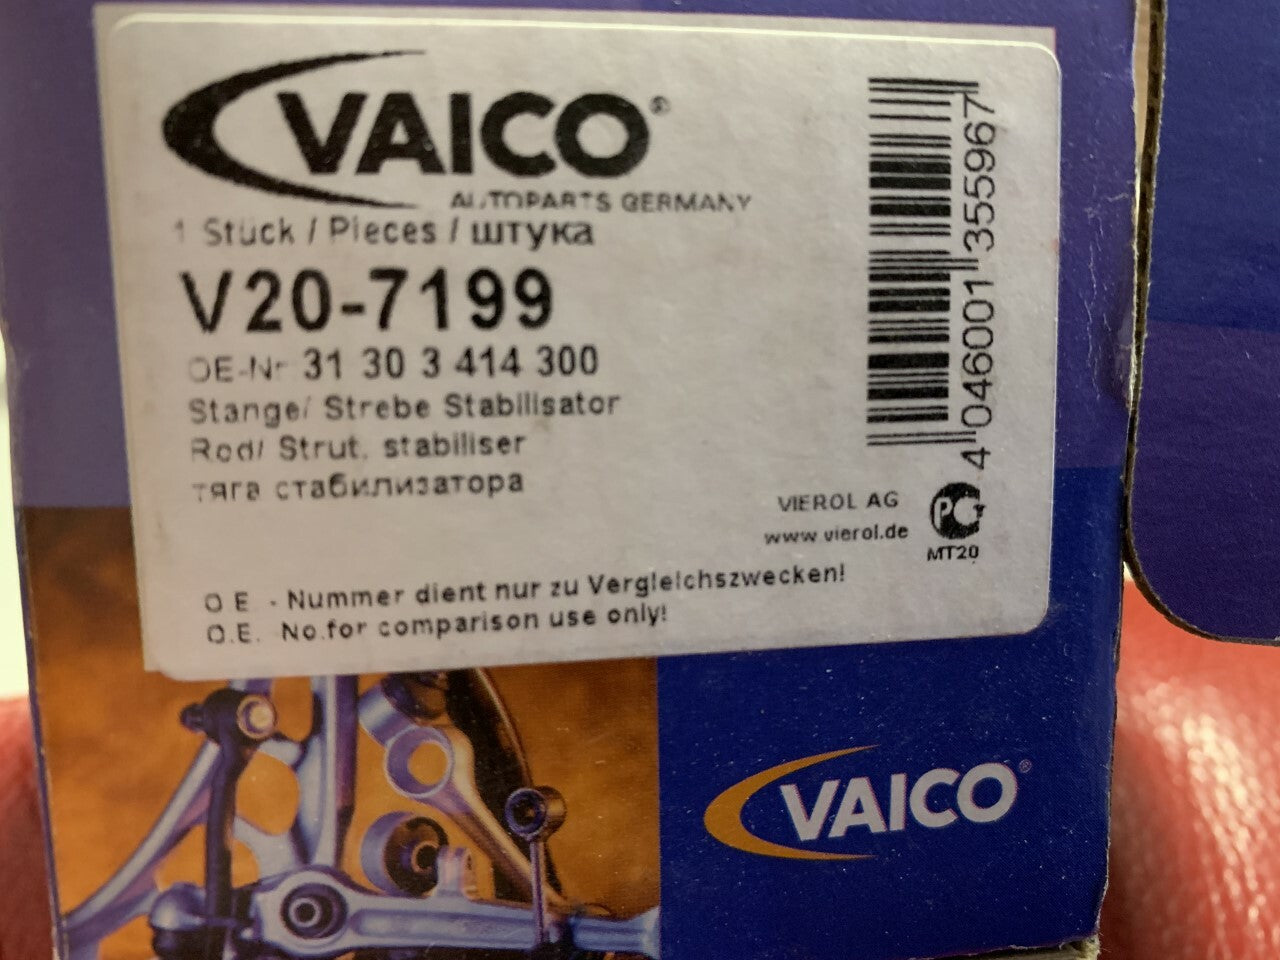 VAICO®
AUTOPARTS GERMANY
1 Stück / Pieces / штука
V20-7199
OE-Nr 31 30 3 414 300
Stange/ Strebe Stabilisator
Rod/ Strut, stabiliser
тяга стабилизатора
4 046001 355967
VIEROL AG
www.vierol.de
PC
MT20
O.E. - Nummer dient nur zu Vergleichszwecken!
O.E. No.for comparison use only!
VAICO®